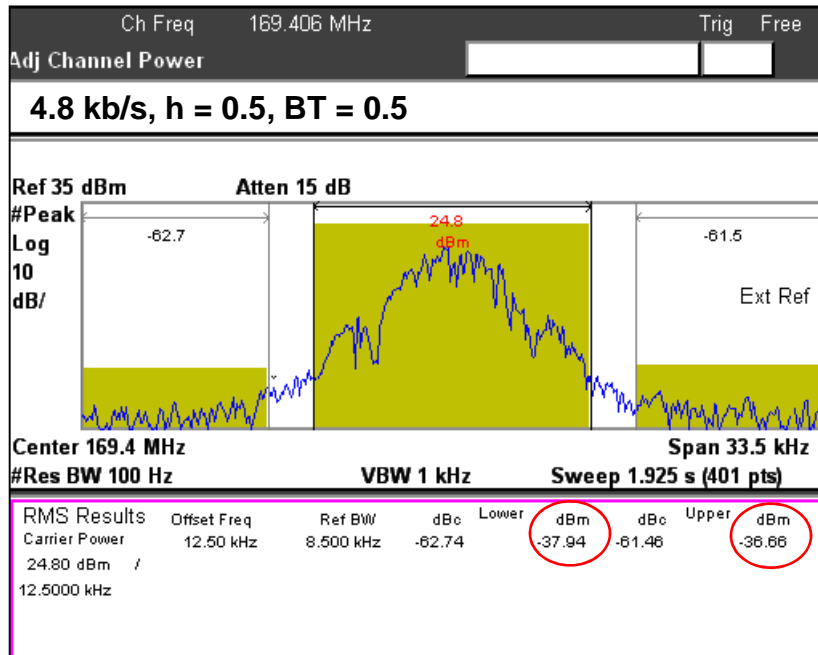 Ch Freq 169.406 MHz Trig Free
Adj Channel Power
4.8 kb/s, h = 0.5, BT = 0.5
Ref 35 dBm Atten 15 dB
#Peak
Log
10
dB/
-62.7
24.8
dBm
-61.5
Ext Ref
Center 169.4 MHz Span 33.5 kHz
#Res BW 100 Hz VBW 1 kHz Sweep 1.925 s (401 pts)
RMS Results Offset Freq Ref BW dBc Lower dBm dBc Upper dBm
Carrier Power 12.50 kHz 8.500 kHz -62.74 -37.94 -61.46 -36.66
24.80 dBm /
12.5000 kHz